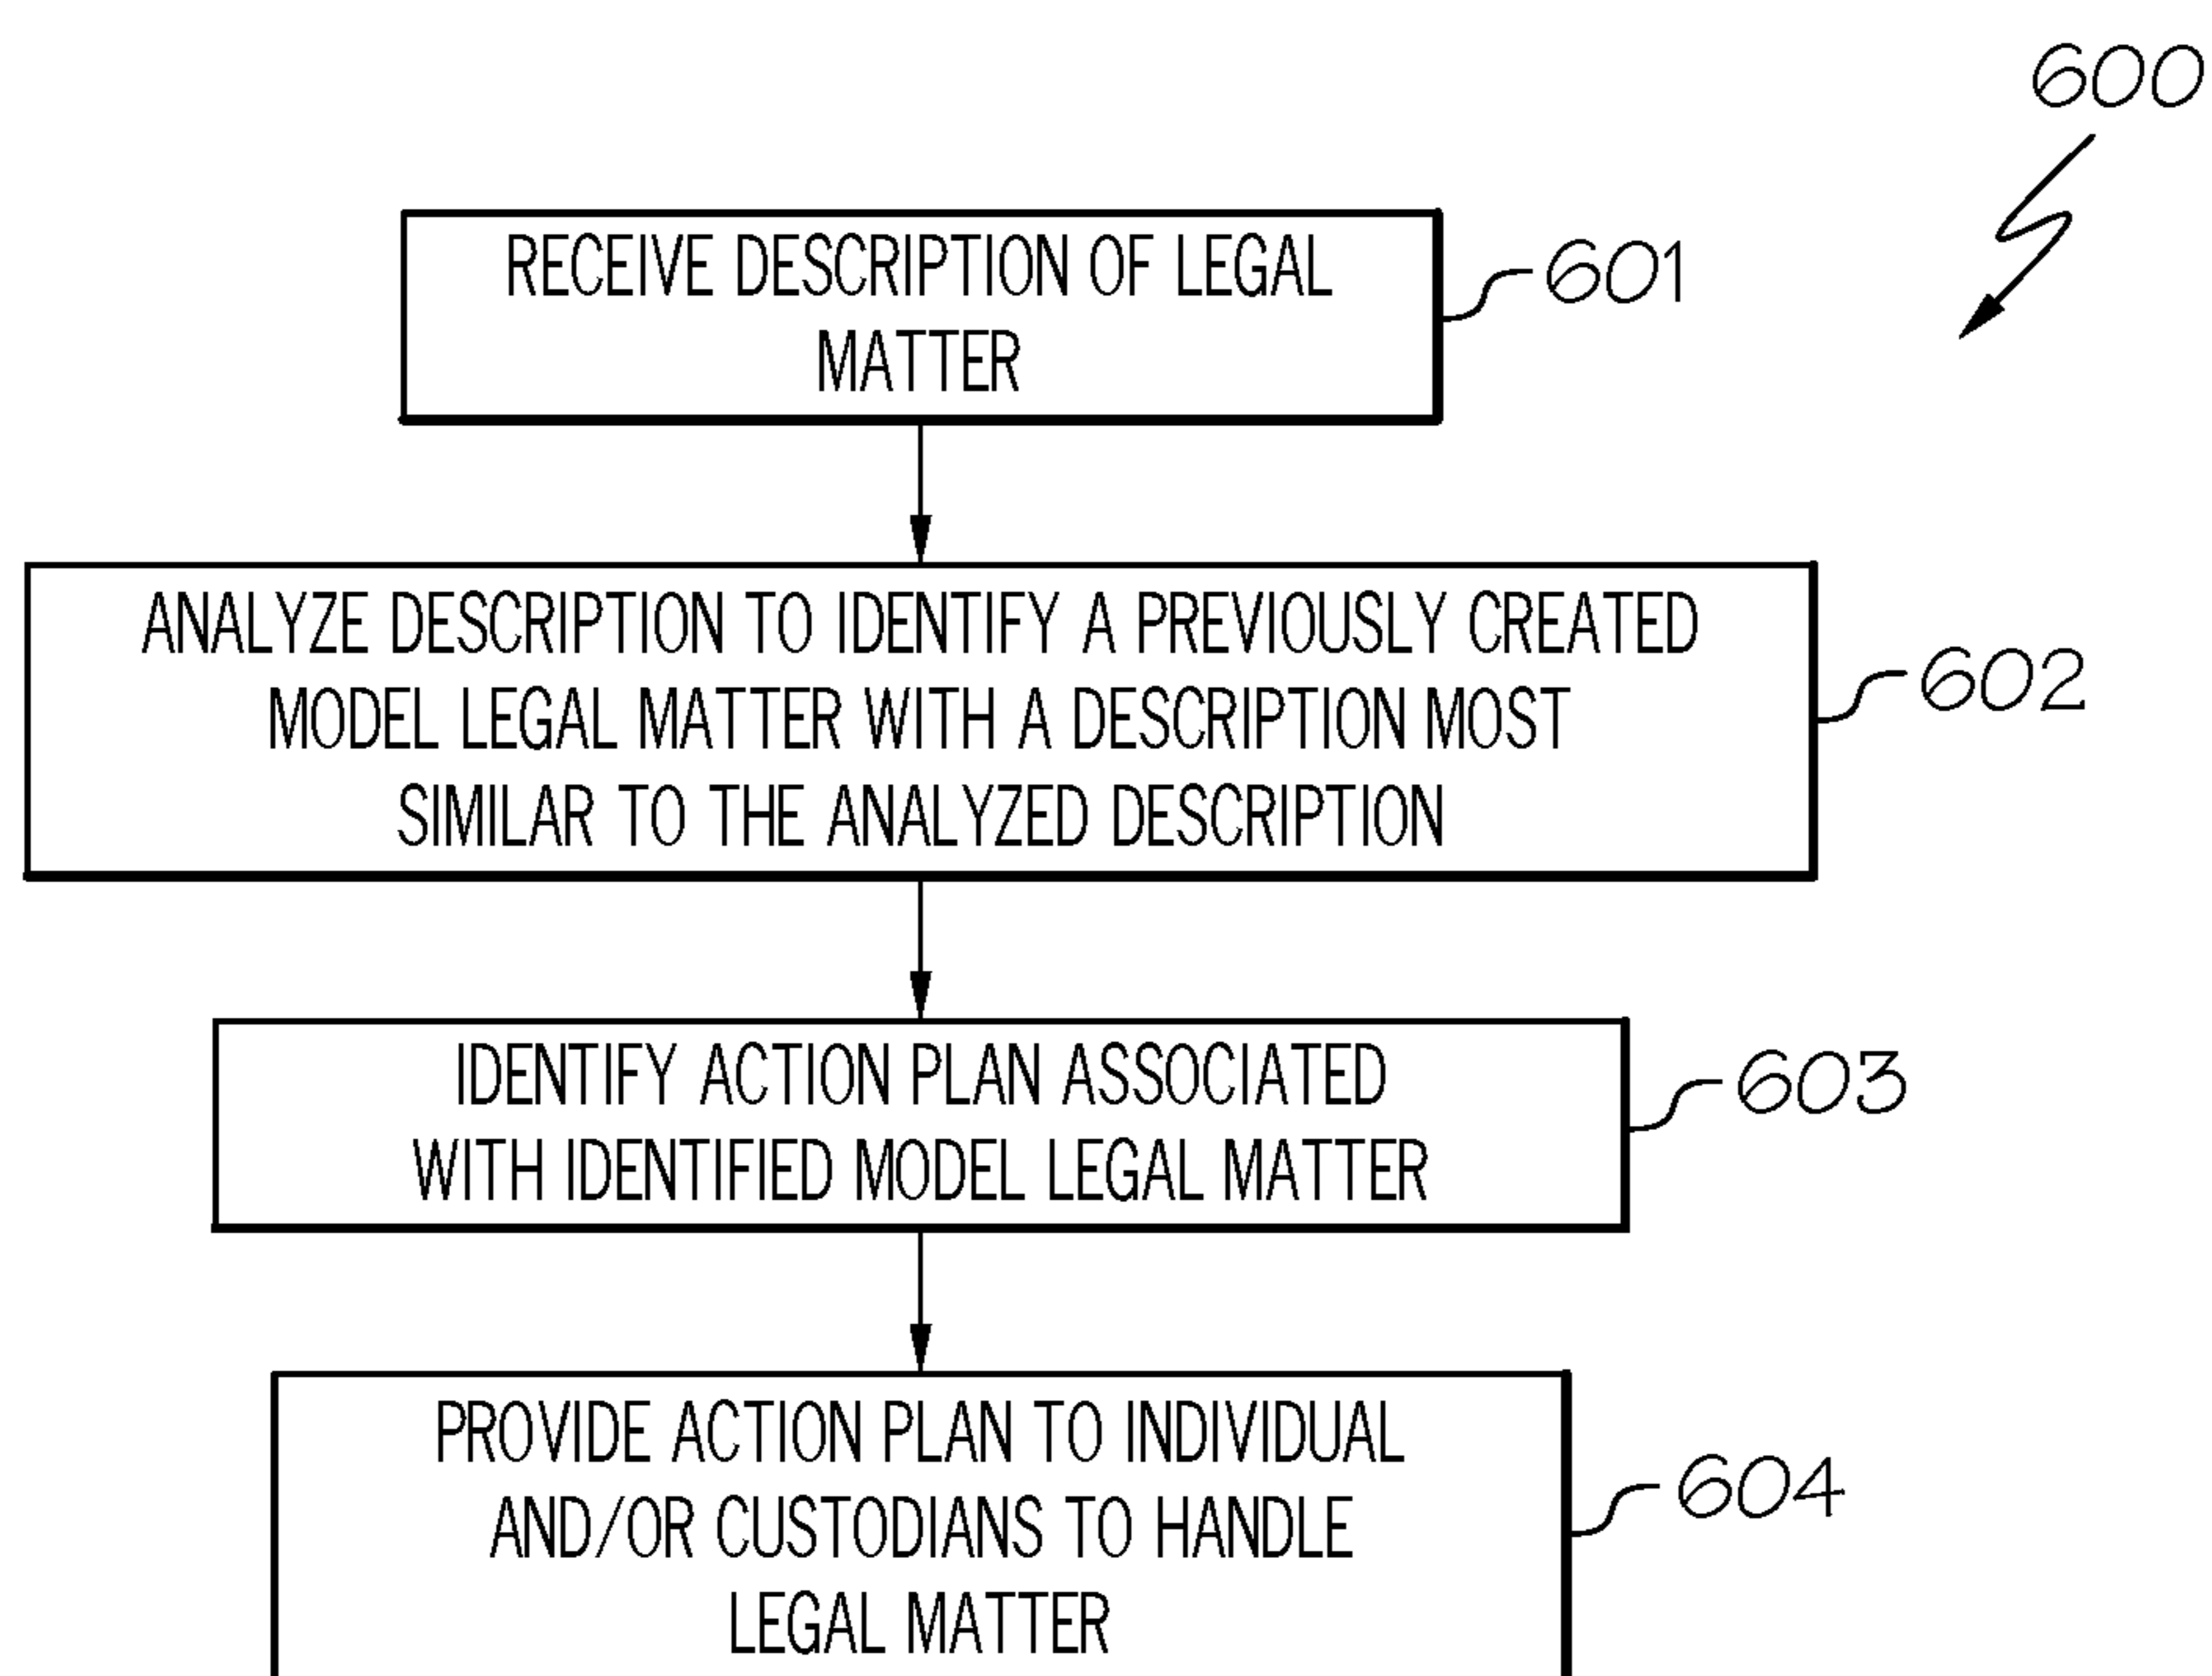 600
RECEIVE DESCRIPTION OF LEGAL
MATTER
601
ANALYZE DESCRIPTION TO IDENTIFY A PREVIOUSLY CREATED
MODEL LEGAL MATTER WITH A DESCRIPTION MOST
SIMILAR TO THE ANALYZED DESCRIPTION
602
IDENTIFY ACTION PLAN ASSOCIATED
WITH IDENTIFIED MODEL LEGAL MATTER
603
PROVIDE ACTION PLAN TO INDIVIDUAL
AND/OR CUSTODIANS TO HANDLE
LEGAL MATTER
604